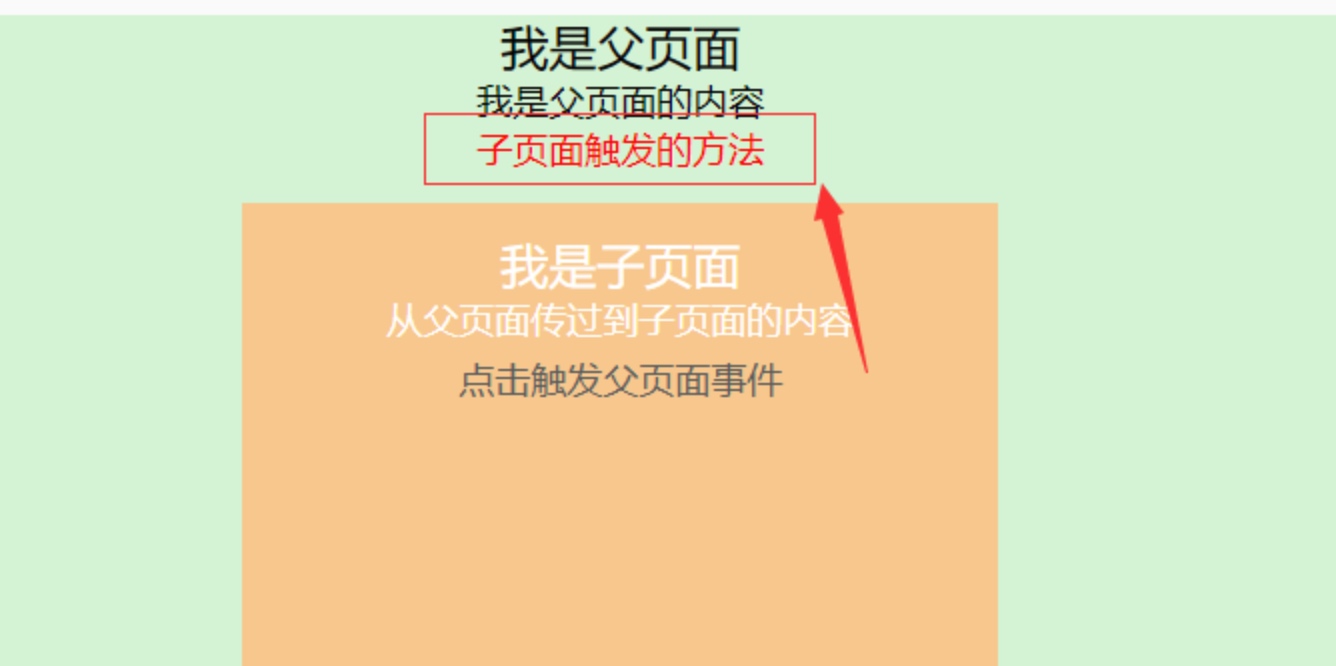 我是父页面
我是父页面的内容
子页面触发的方法
我是子页面
从父页面传过到子页面的内容
点击触发父页面事件